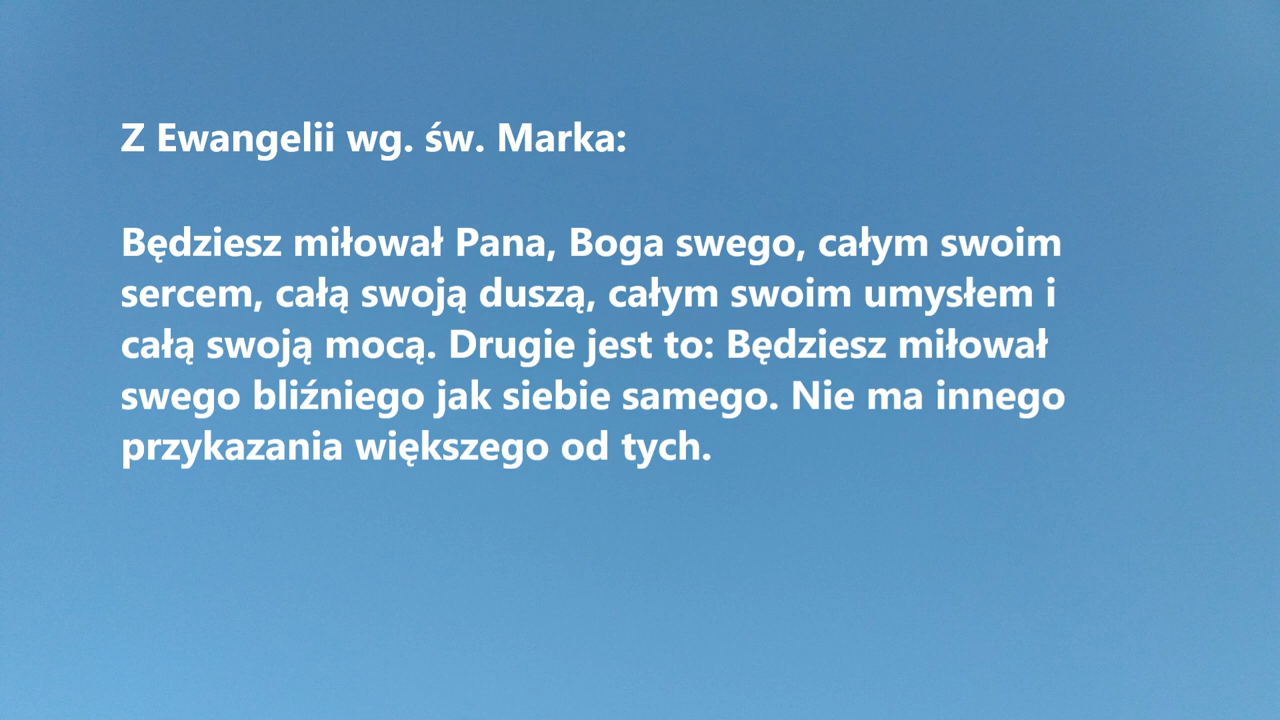 Z Ewangelii wg. św. Marka:
Będziesz miłował Pana, Boga swego, całym swoim
sercem, całą swoją duszą, całym swoim umysłem i
całą swoją mocą. Drugie jest to: Będziesz miłował
swego bliźniego jak siebie samego. Nie ma innego
przykazania większego od tych.